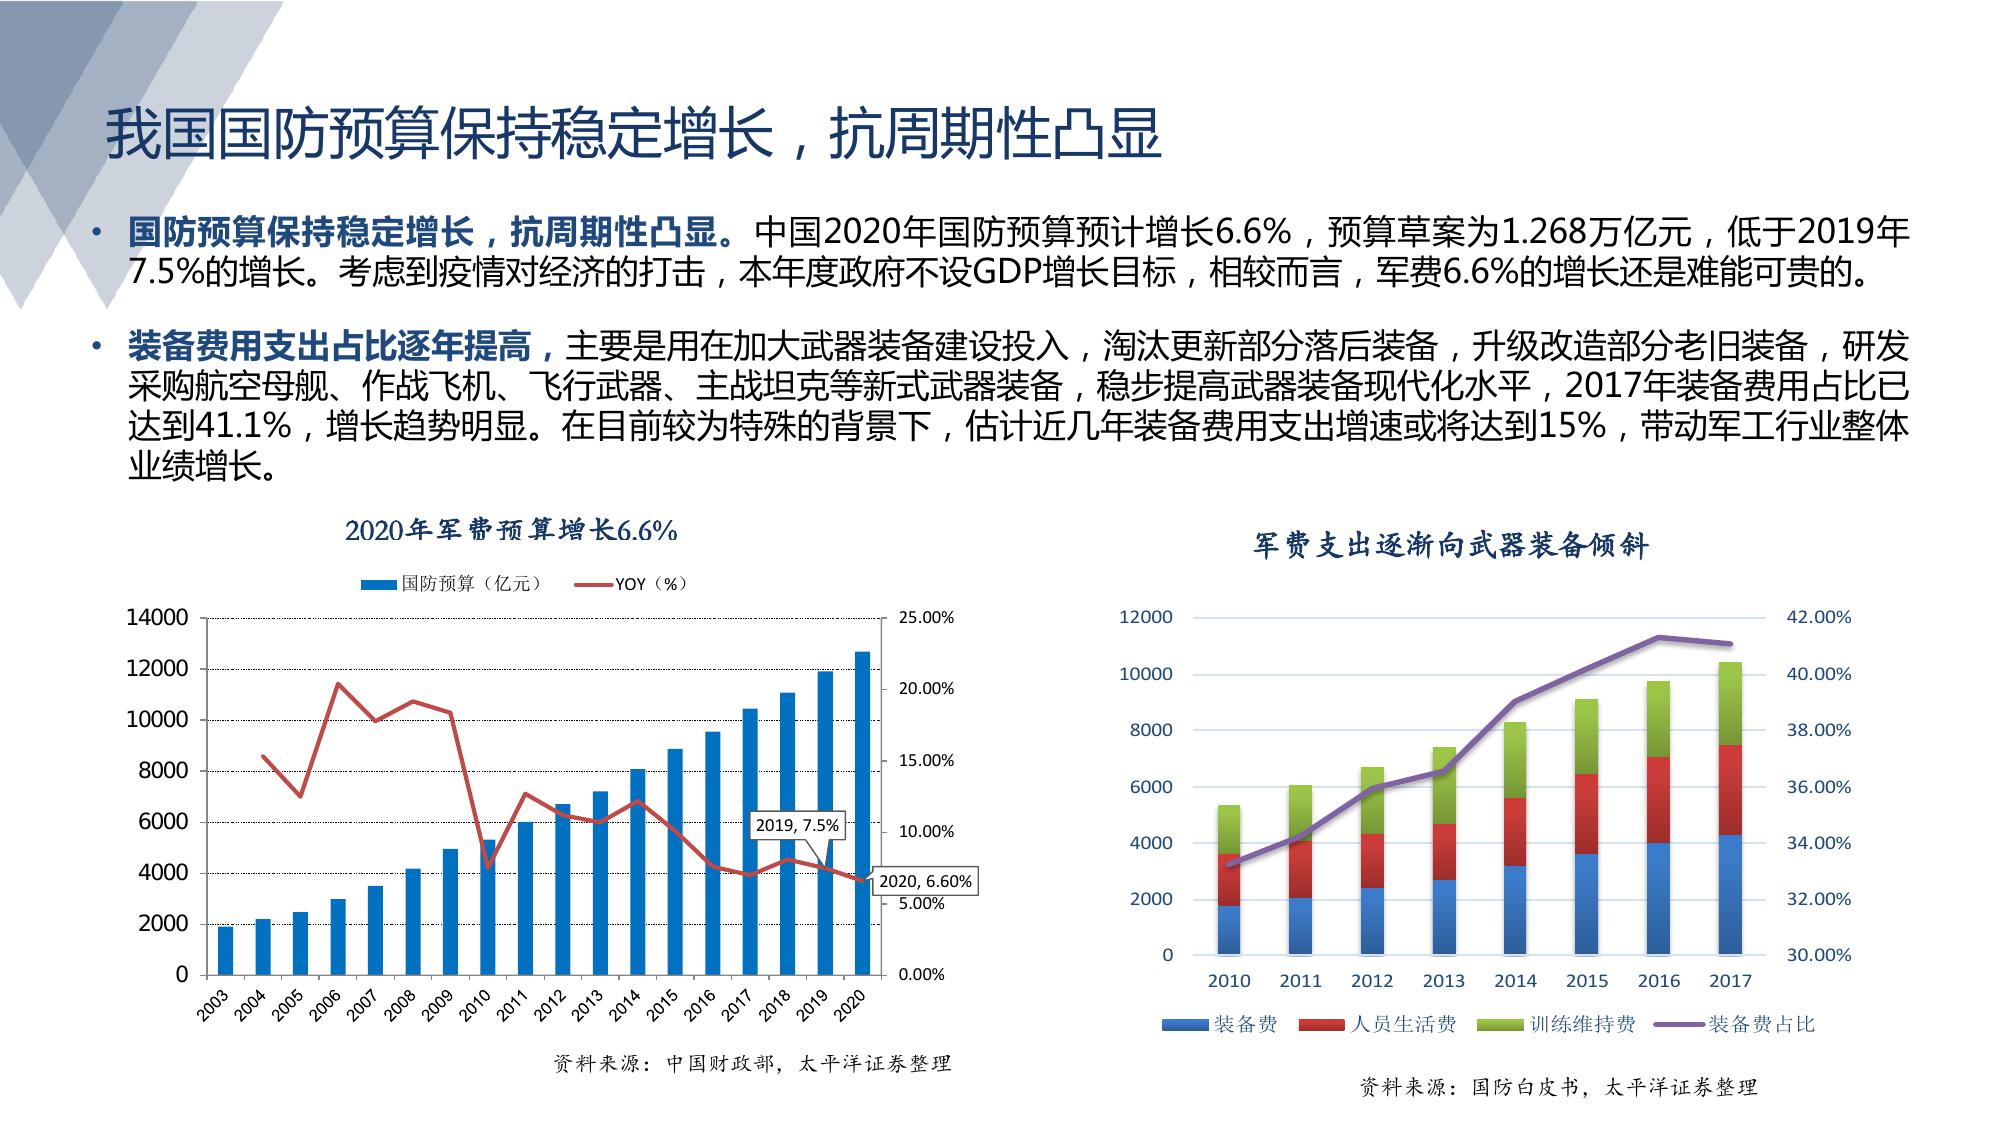 我国国防预算保持稳定增长，抗周期性凸显
• 国防预算保持稳定增长，抗周期性凸显。中国2020年国防预算预计增长6.6%，预算草案为1.268万亿元，低于2019年
7.5%的增长。考虑到疫情对经济的打击，本年度政府不设GDP增长目标，相较而言，军费6.6%的增长还是难能可贵的。
• 装备费用支出占比逐年提高，主要是用在加大武器装备建设投入，淘汰更新部分落后装备，升级改造部分老旧装备，研发
采购航空母舰、作战飞机、飞行武器、主战坦克等新式武器装备，稳步提高武器装备现代化水平，2017年装备费用占比已
达到41.1%，增长趋势明显。在目前较为特殊的背景下，估计近几年装备费用支出增速或将达到15%，带动军工行业整体
业绩增长。
2020年军费预算增长6.6%
国防预算（亿元） YOY（%）
14000
12000
10000
8000
6000
4000
2000
0
25.00%
20.00%
15.00%
10.00%
5.00%
0.00%
2019, 7.5%
2020, 6.60%
2003 2004 2005 2006 2007 2008 2009 2010 2011 2012 2013 2014 2015 2016 2017 2018 2019 2020
资料来源：中国财政部，太平洋证券整理
军费支出逐渐向武器装备倾斜
12000
10000
8000
6000
4000
2000
0
42.00%
40.00%
38.00%
36.00%
34.00%
32.00%
30.00%
2010 2011 2012 2013 2014 2015 2016 2017
装备费 人员生活费 训练维持费 装备费占比
资料来源：国防白皮书，太平洋证券整理